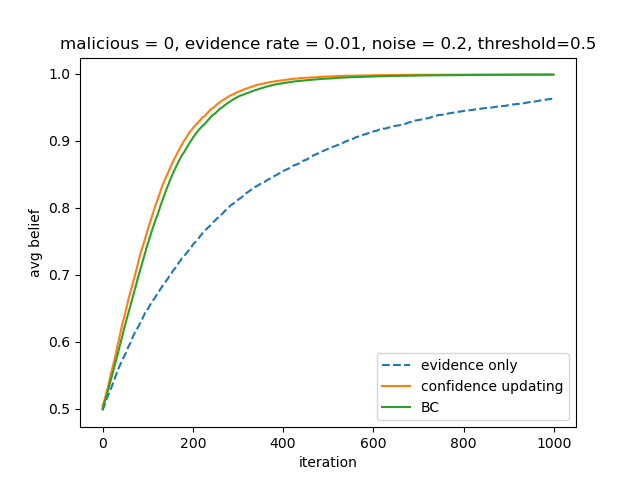 malicious = 0, evidence rate = 0.01, noise = 0.2, threshold=0.5
1.0
0.9
0.8
0.7
0.6
0.5
avg belief
evidence only
confidence updating
BC
0 200 400 600 800 1000
iteration